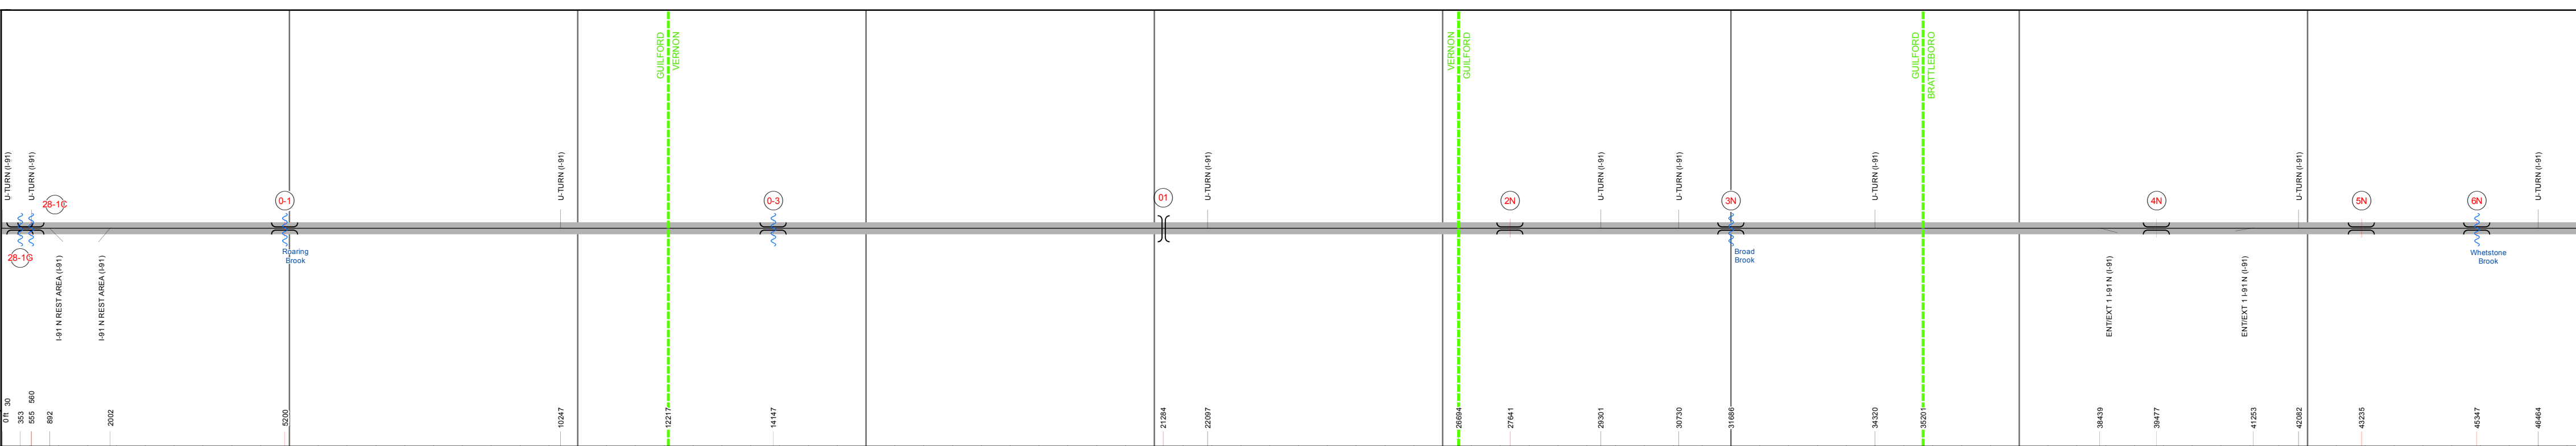 GUILFORD
VERNON
VERNON
GUILFORD
GUILFORD
BRATTLEBORO
U-TURN (I-91)
U-TURN (I-91)
U-TURN (I-91)
U-TURN (I-91)
U-TURN (I-91)
U-TURN (I-91)
U-TURN (I-91)
U-TURN (I-91)
U-TURN (I-91)
28-1C
0-1
0-3
01
2N
3N
4N
5N
6N
28-1G
Roaring
Brook
Broad
Brook
Whetstone
Brook
I-91 N REST AREA (I-91)
I-91 N REST AREA (I-91)
ENT/EXT 1 I-91 N (I-91)
ENT/EXT 1 I-91 N (I-91)
0 ft
30
353
555
560
892
2002
5200
10247
12217
14147
21284
22097
26694
27641
29301
30730
31686
34320
35201
38439
39477
41253
42082
43235
45347
46464